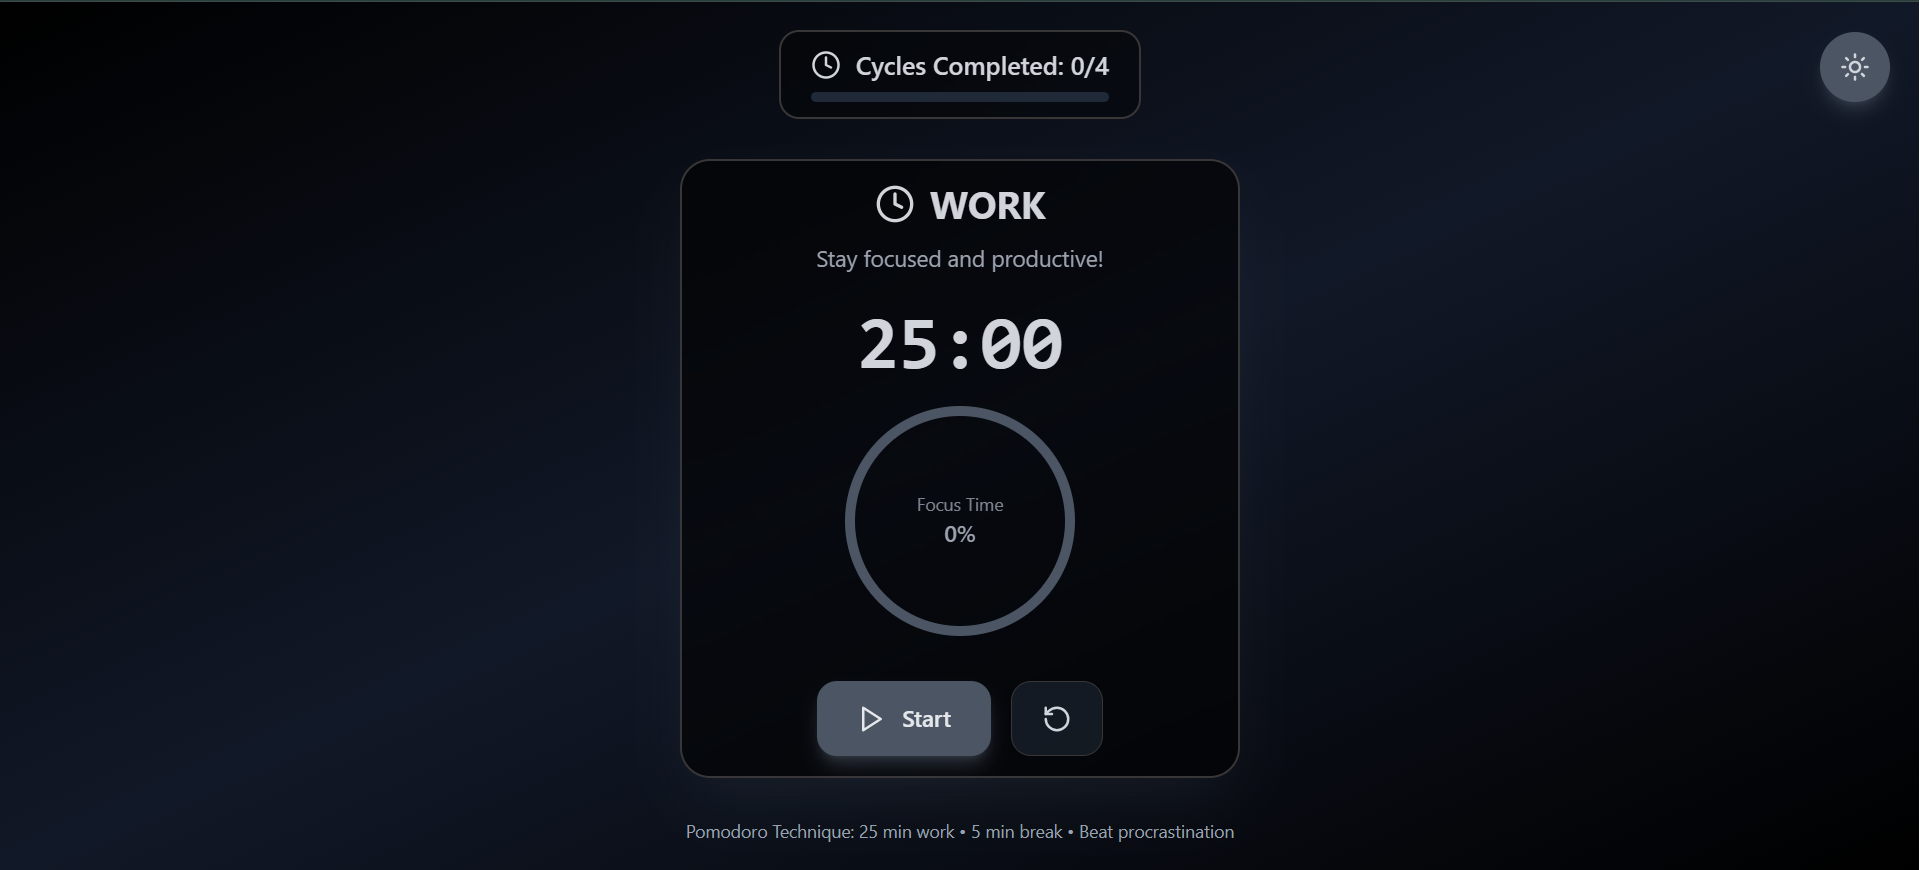 Cycles Completed: 0/4
WORK
Stay focused and productive!
25:00
Focus Time
0%
Start
Pomodoro Technique: 25 min work • 5 min break • Beat procrastination